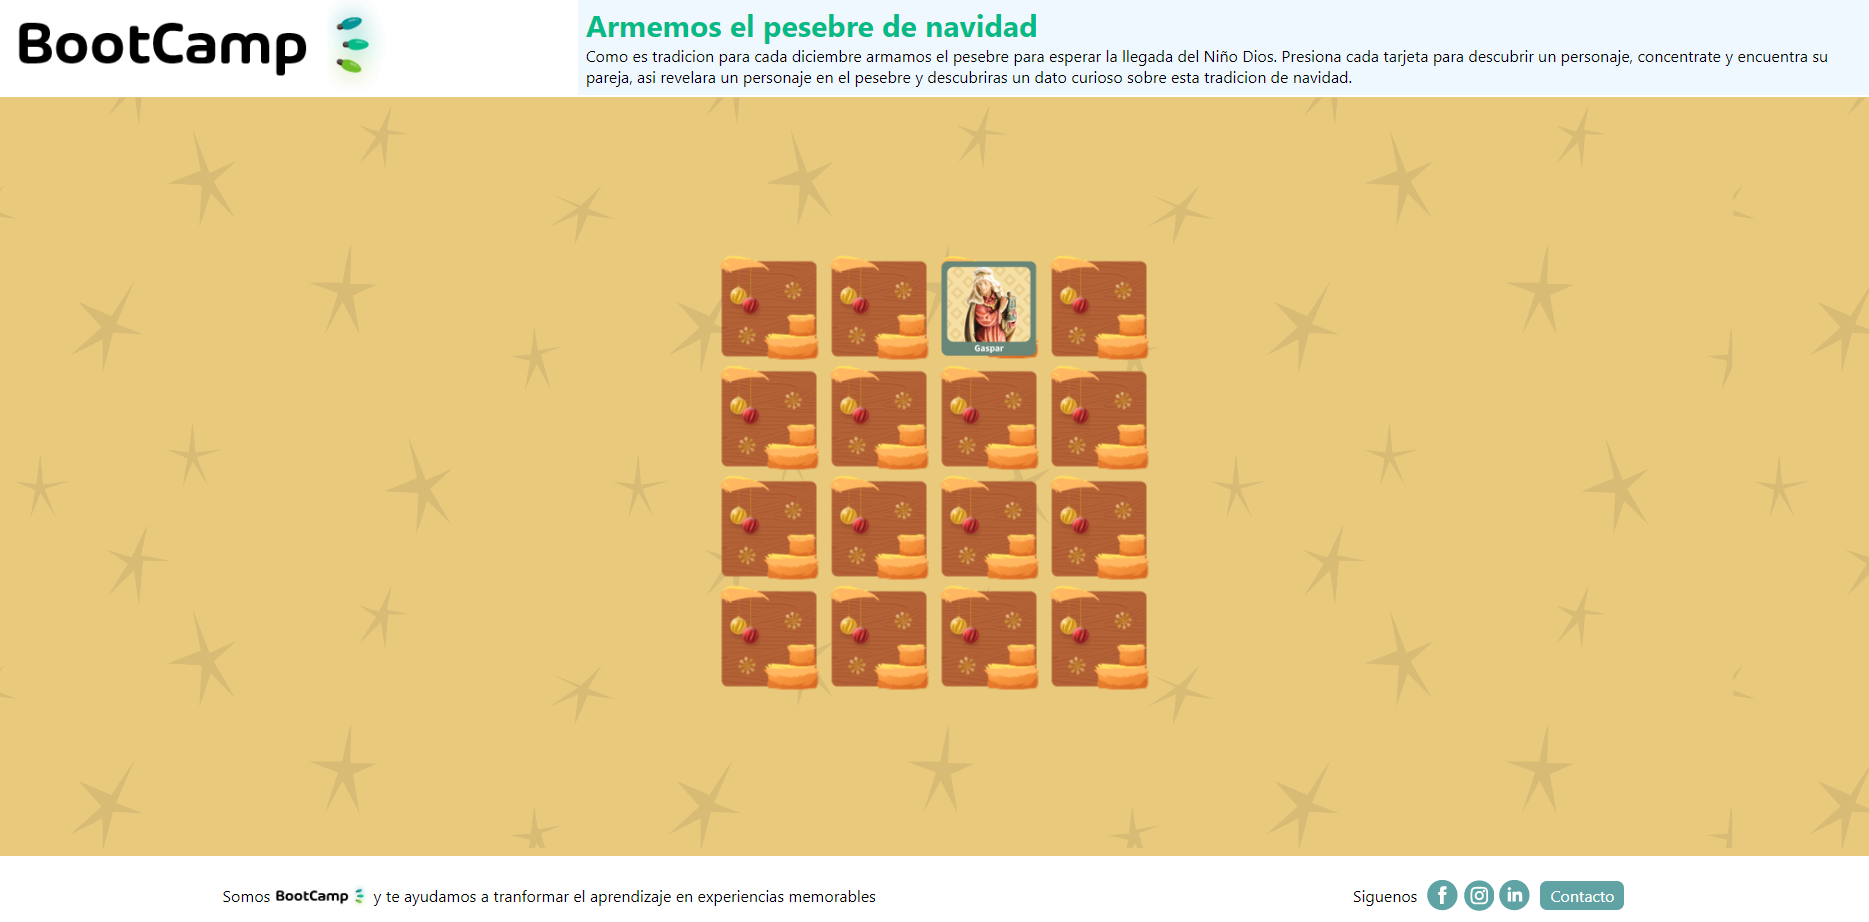 BootCamp
Armemos el pesebre de navidad
Como es tradicion para cada diciembre armamos el pesebre para esperar la llegada del Niño Dios. Presiona cada tarjeta para descubrir un personaje, concentrate y encuentra su
pareja, asi revelara un personaje en el pesebre y descubriras un dato curioso sobre esta tradicion de navidad.
Gaspar
Somos BootCamp y te ayudamos a tranformar el aprendizaje en experiencias memorables
Siguenos f in Contacto